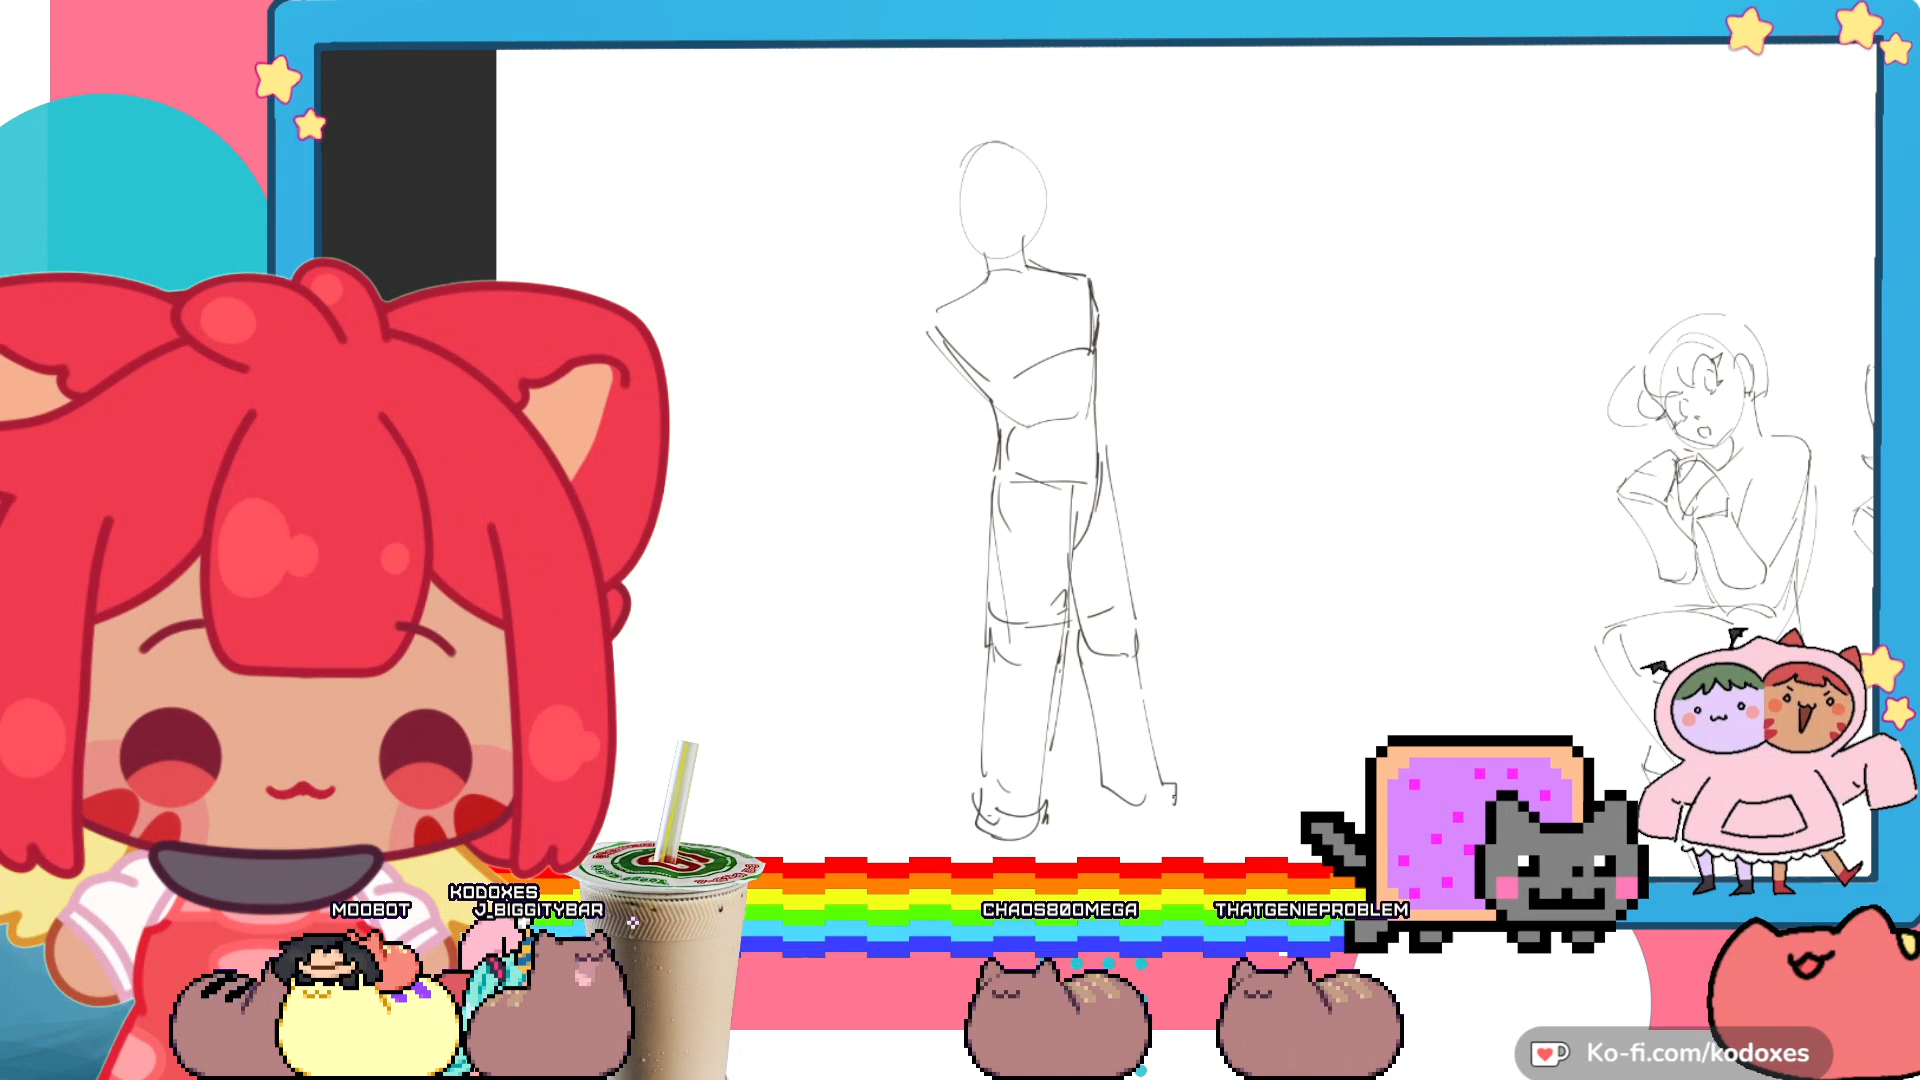 KODOXES
MOOBOT
J_BIGGITYBAR
CHAOS80OMEGA
THATGENIEPROBLEM
Ko-fi.com/kodoxes